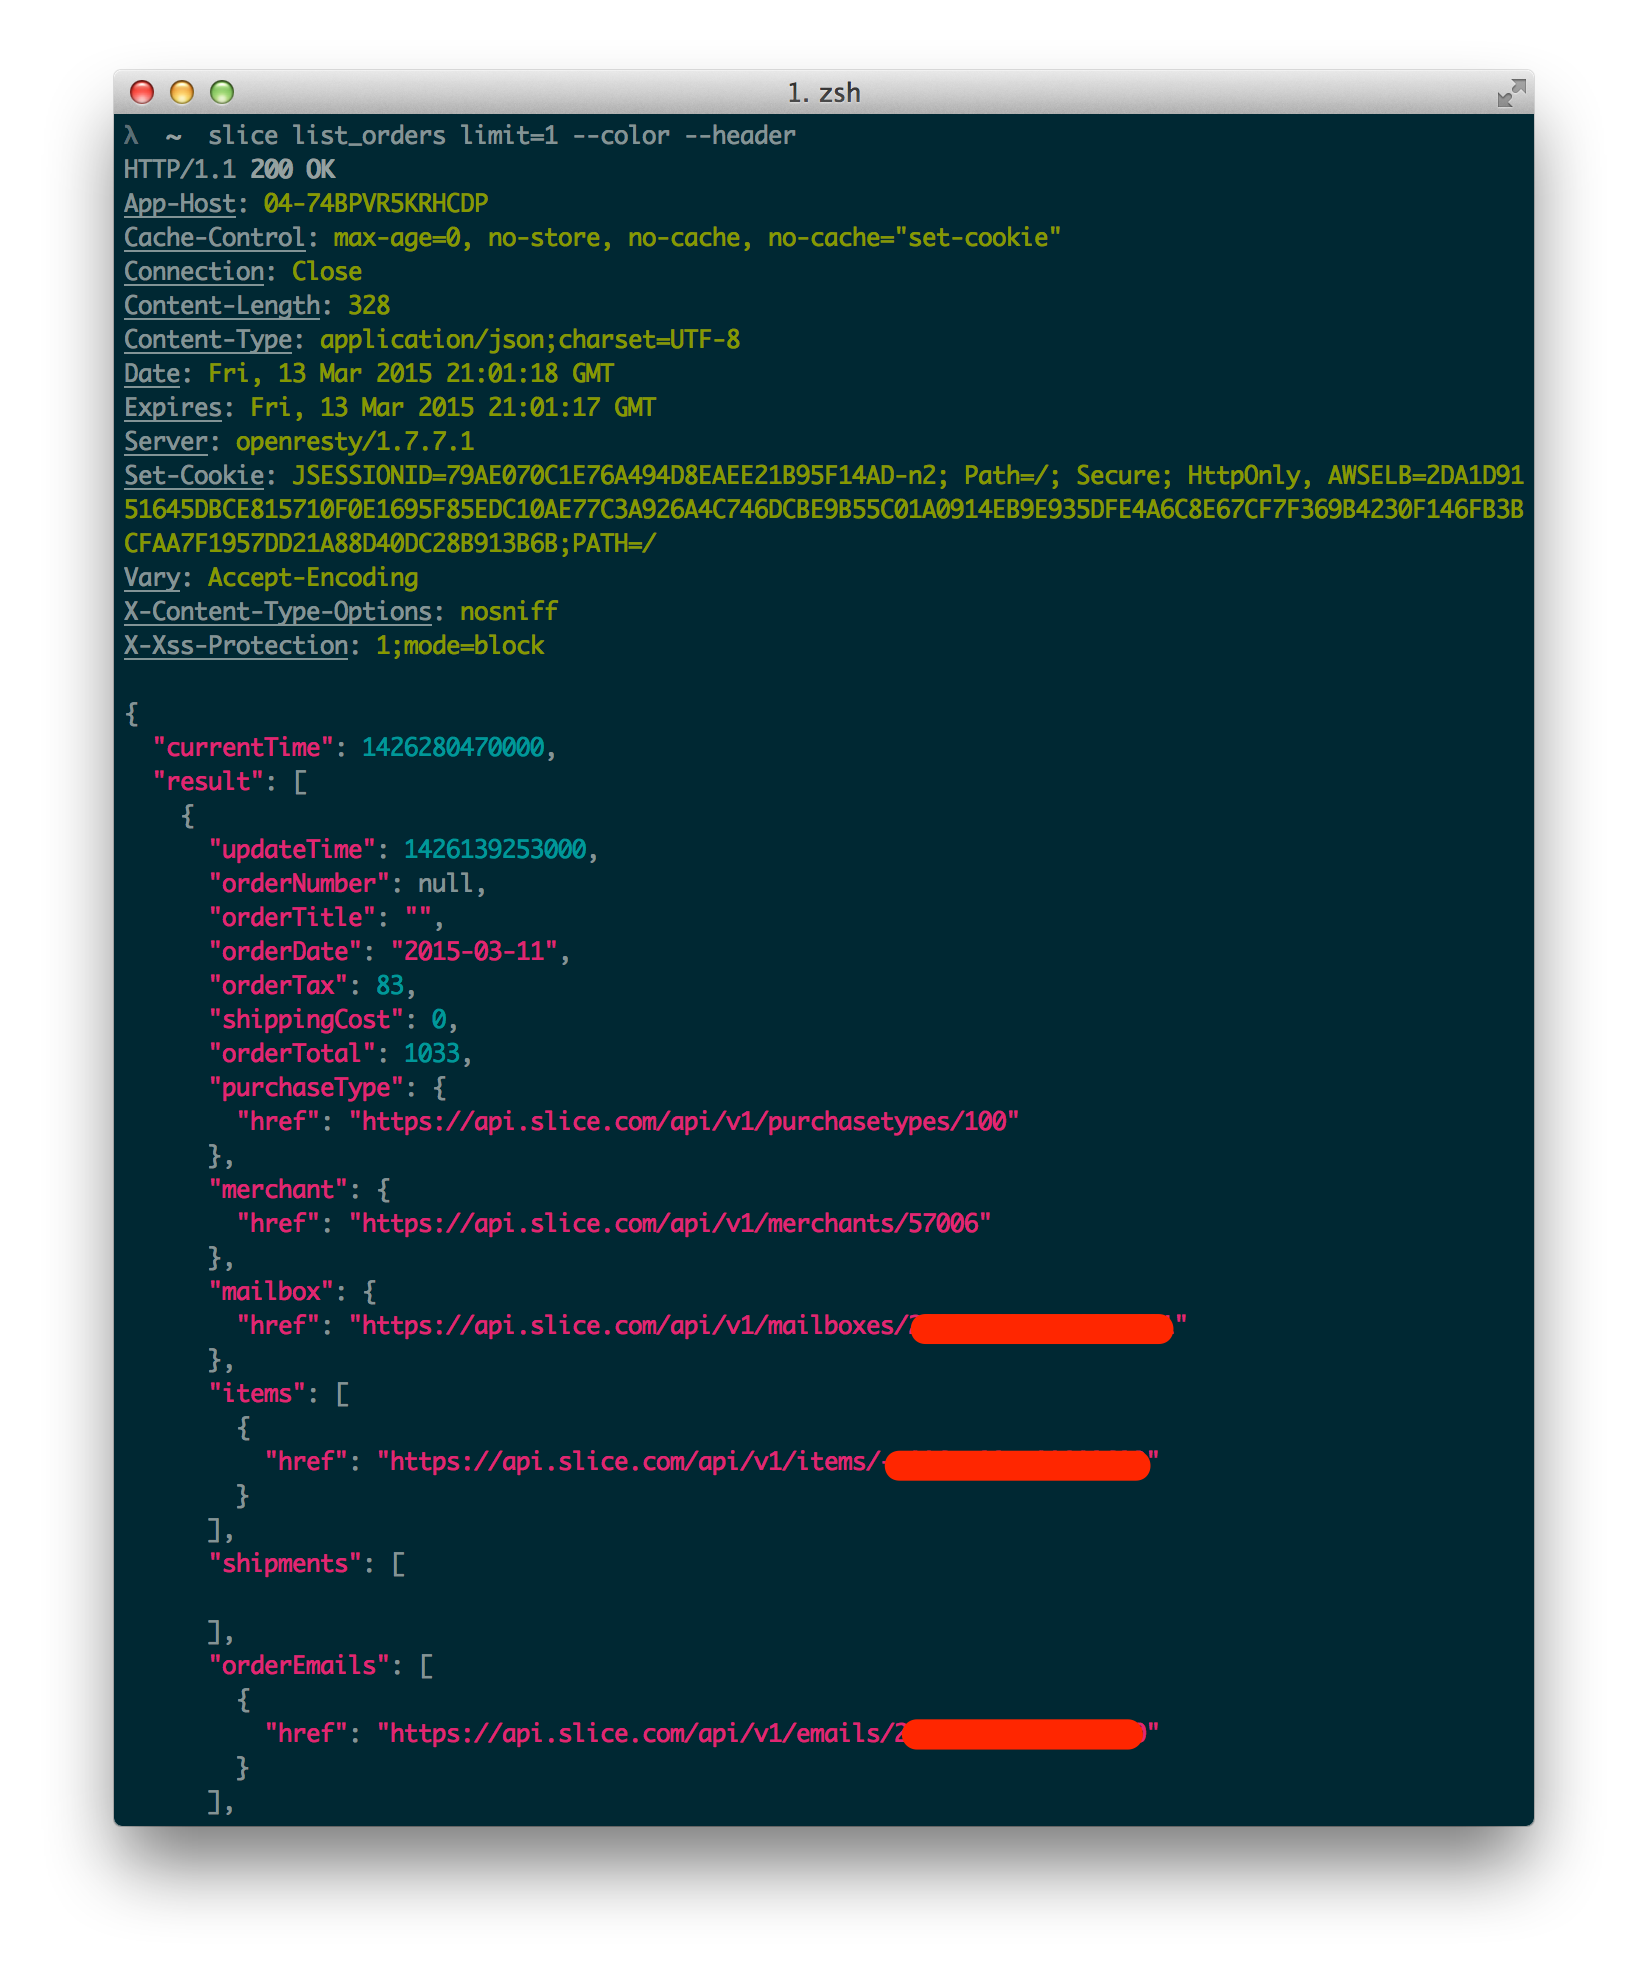 1. zsh
λ  ~  slice list_orders limit=1 --color --header
HTTP/1.1 200 OK
App-Host: 04-74BPVR5KRHCDP
Cache-Control: max-age=0, no-store, no-cache, no-cache="set-cookie"
Connection: Close
Content-Length: 328
Content-Type: application/json;charset=UTF-8
Date: Fri, 13 Mar 2015 21:01:18 GMT
Expires: Fri, 13 Mar 2015 21:01:17 GMT
Server: openresty/1.7.7.1
Set-Cookie: JSESSIONID=79AE070C1E76A494D8EAEE21B95F14AD-n2; Path=/; Secure; HttpOnly, AWSELB=2DA1D91
51645DBCE815710F0E1695F85EDC10AE77C3A926A4C746DCBE9B55C01A0914EB9E935DFE4A6C8E67CF7F369B4230F146FB3B
CFAA7F1957DD21A88D40DC28B913B6B;PATH=/
Vary: Accept-Encoding
X-Content-Type-Options: nosniff
X-Xss-Protection: 1;mode=block
{
  "currentTime": 1426280470000,
  "result": [
    {
      "updateTime": 1426139253000,
      "orderNumber": null,
      "orderTitle": "",
      "orderDate": "2015-03-11",
      "orderTax": 83,
      "shippingCost": 0,
      "orderTotal": 1033,
      "purchaseType": {
        "href": "https://api.slice.com/api/v1/purchasetypes/100"
      },
      "merchant": {
        "href": "https://api.slice.com/api/v1/merchants/57006"
      },
      "mailbox": {
        "href": "https://api.slice.com/api/v1/mailboxes/"
      },
      "items": [
        {
          "href": "https://api.slice.com/api/v1/items/"
        }
      ],
      "shipments": [
      ],
      "orderEmails": [
        {
          "href": "https://api.slice.com/api/v1/emails/2"
        }
      ],